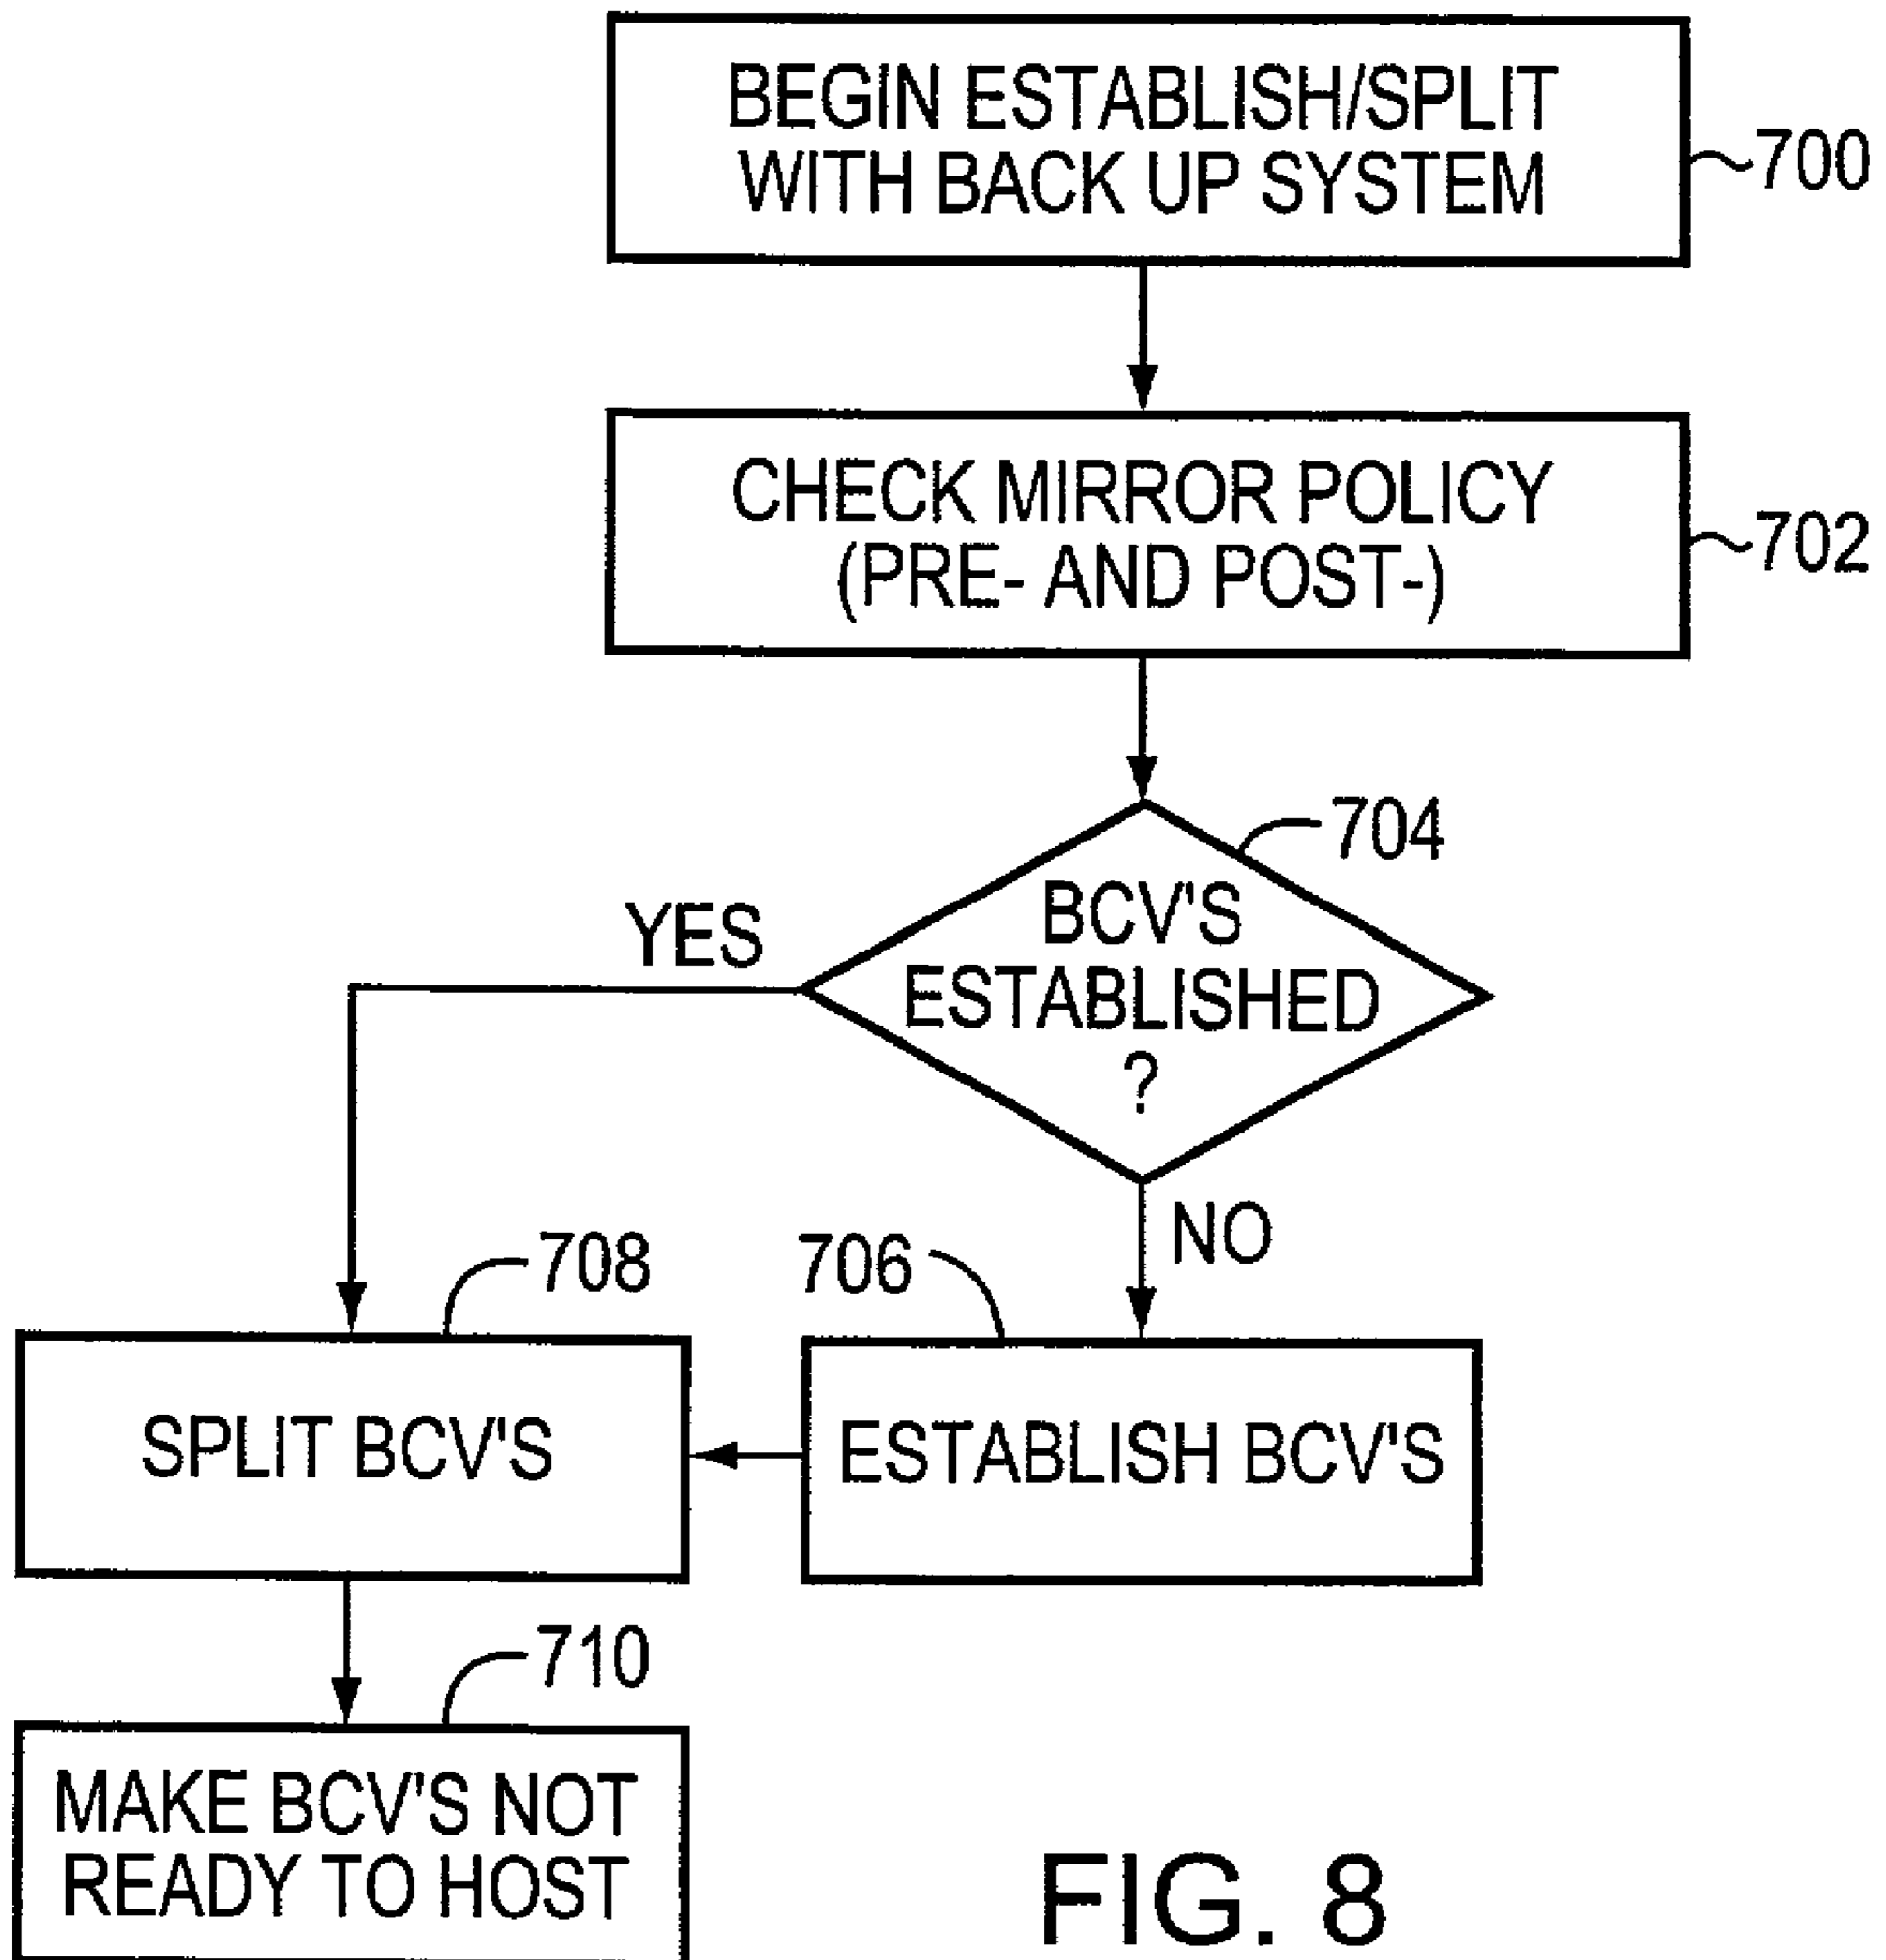 BEGIN ESTABLISH/SPLIT
WITH BACK UP SYSTEM
700
CHECK MIRROR POLICY
(PRE- AND POST-)
702
704
BCV'S
ESTABLISHED
?
YES
NO
708
706
SPLIT BCV'S
ESTABLISH BCV'S
710
MAKE BCV'S NOT
READY TO HOST
FIG. 8